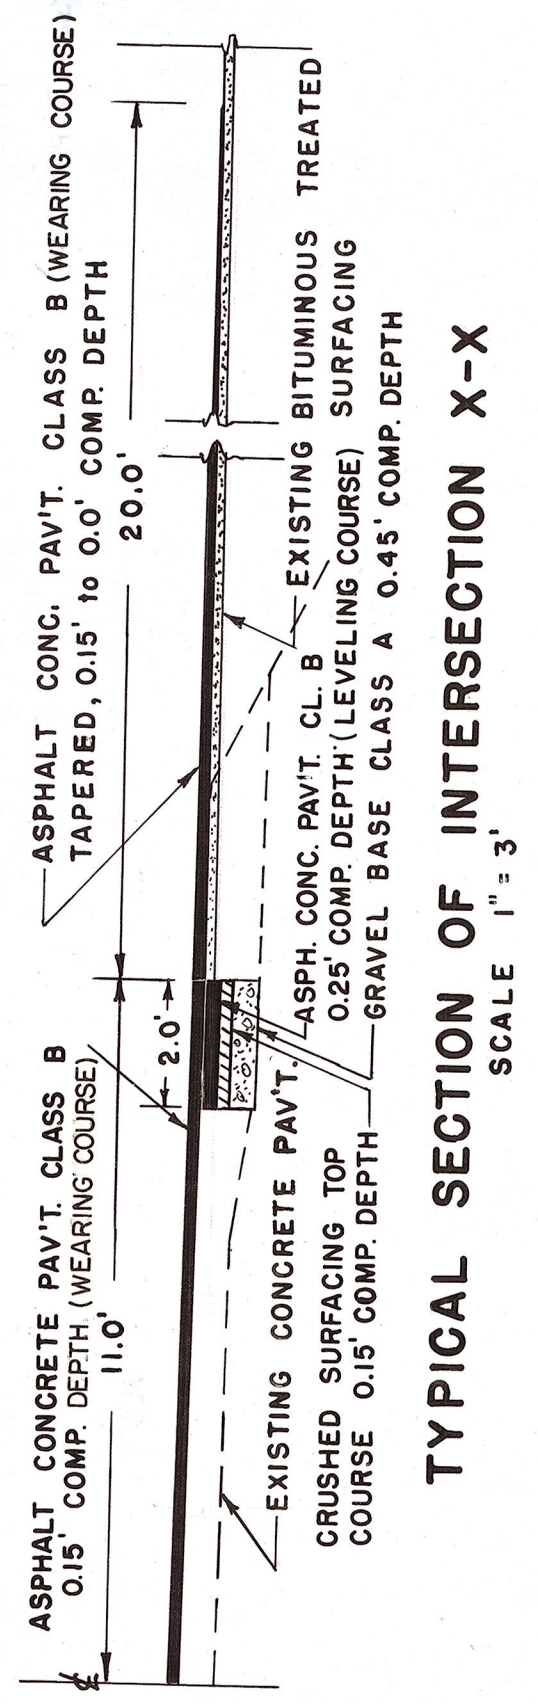 ASPHALT CONCRETE PAV'T. CLASS B
0.15' COMP. DEPTH (WEARING COURSE)
11.0'
ASPHALT CONC. PAV'T. CLASS B (WEARING COURSE)
TAPERED, 0.15' to 0.0' COMP. DEPTH
20.0'
2.0'
℄
EXISTING CONCRETE PAV'T.
CRUSHED SURFACING TOP
COURSE 0.15' COMP. DEPTH
ASPH. CONC. PAV'T. CL. B
0.25' COMP. DEPTH (LEVELING COURSE)
GRAVEL BASE CLASS A 0.45' COMP. DEPTH
EXISTING BITUMINOUS TREATED
SURFACING
TYPICAL SECTION OF INTERSECTION X-X
SCALE 1" = 3'